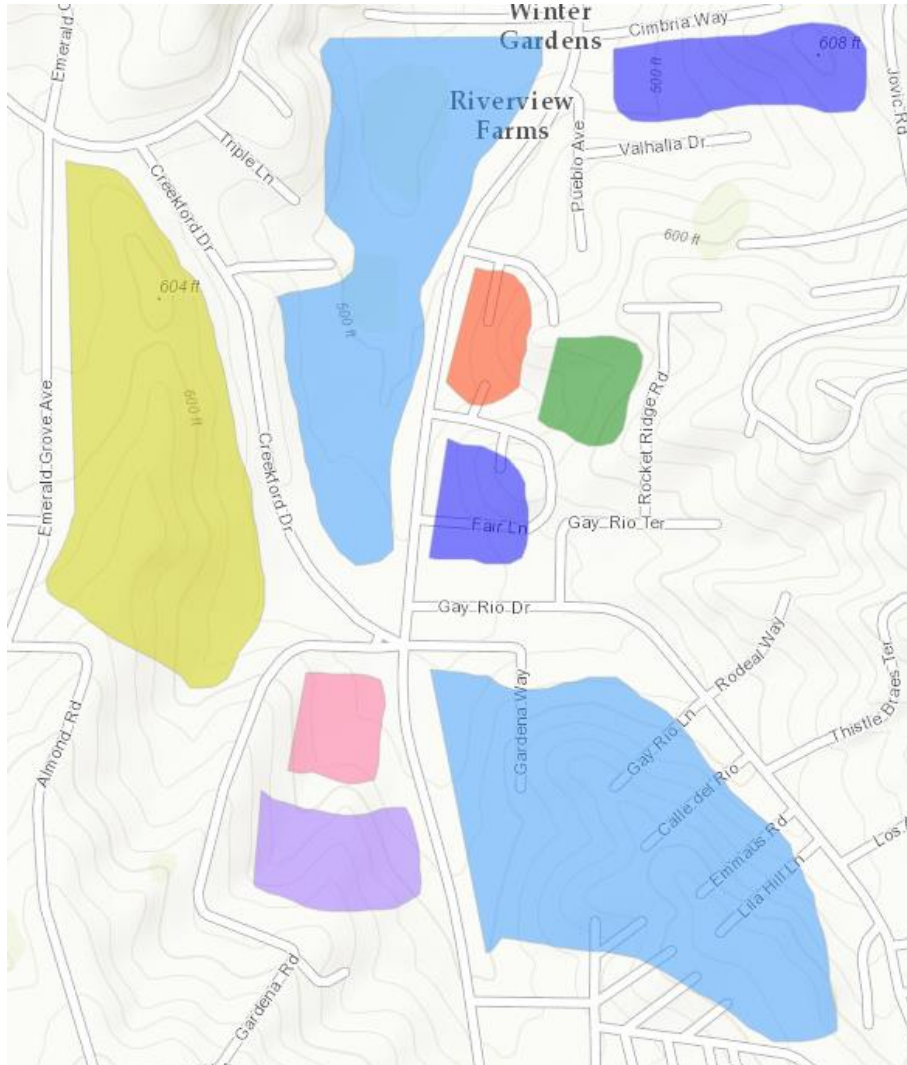 Winter
Gardens
Cimbria Way
608 ft
Emerald
500 ft
Jovic Rd
Riverview
Farms
Pueblo Ave
Valhalla Dr
Triple Ln
Creekford Dr
600 ft
604 ft
500 ft
600 ft
Emerald Grove Ave
Rocket Ridge Rd
Creekford Dr
Fair Ln
Gay Rio Ter
Gay Rio Dr
Rodeal Way
Thistle Braes Ter
Gardena Way
Gay Rio Ln
Almond Rd
Calle del Rio
Emmaus Rd
Los
Lila Hill Ln
Gardena Rd